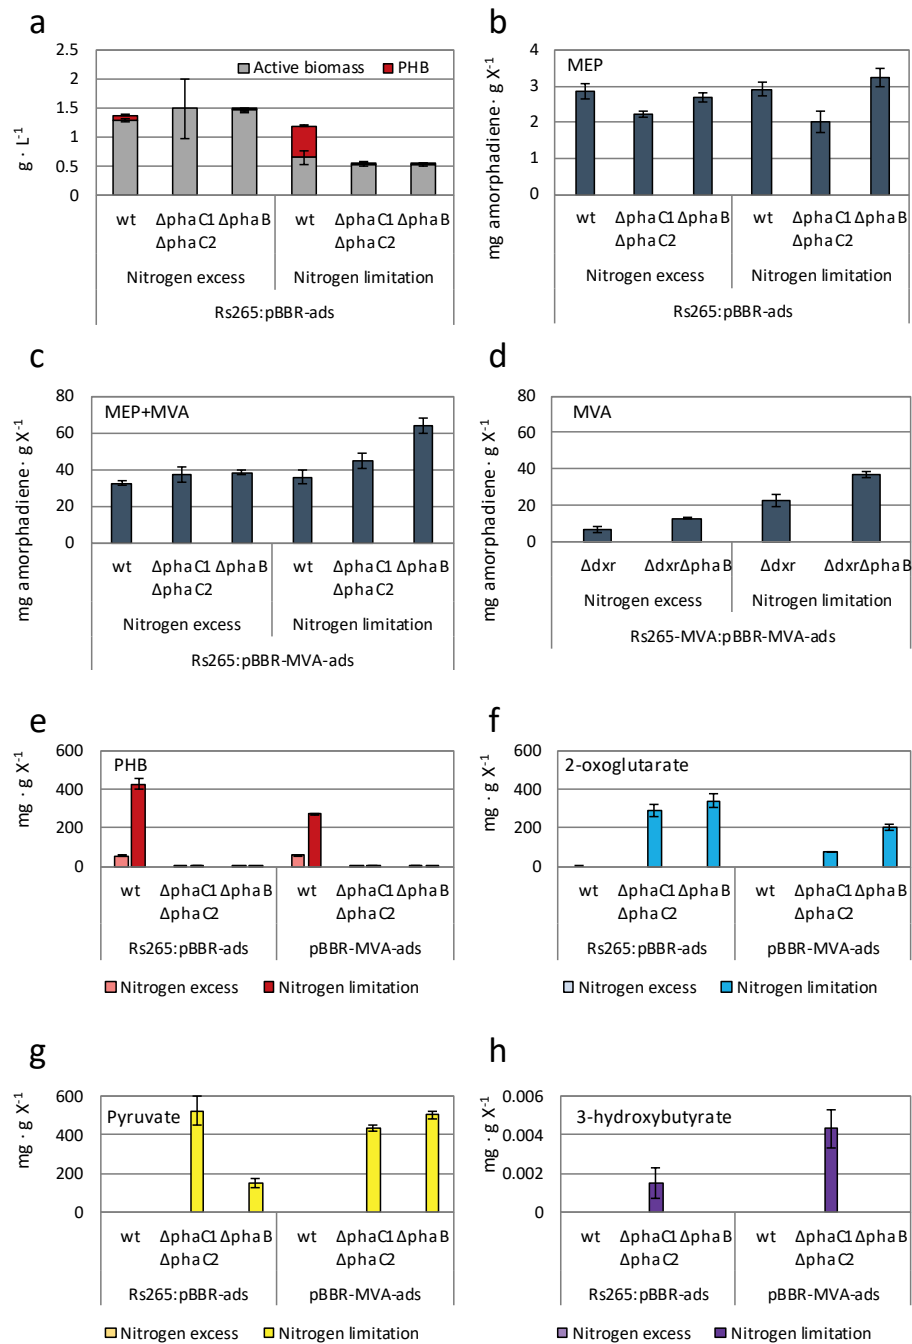 a
2.5
2
1.5
1
0.5
0
g · L-1
Active biomass PHB
wt ΔphaC1 ΔphaB wt ΔphaC1 ΔphaB
ΔphaC2 ΔphaC2
Nitrogen excess Nitrogen limitation
Rs265:pBBR-ads
b
4
3
2
1
0
mg amorphadiene· g X-1
MEP
wt ΔphaC1 ΔphaB wt ΔphaC1 ΔphaB
ΔphaC2 ΔphaC2
Nitrogen excess Nitrogen limitation
Rs265:pBBR-ads
c
80
60
40
20
0
mg amorphadiene· g X-1
MEP+MVA
wt ΔphaC1 ΔphaB wt ΔphaC1 ΔphaB
ΔphaC2 ΔphaC2
Nitrogen excess Nitrogen limitation
Rs265:pBBR-MVA-ads
d
80
60
40
20
0
mg amorphadiene· g X-1
MVA
Δdxr ΔdxrΔphaB Δdxr ΔdxrΔphaB
Nitrogen excess Nitrogen limitation
Rs265-MVA:pBBR-MVA-ads
e
600
400
200
0
mg · g X-1
PHB
wt ΔphaC1 ΔphaB wt ΔphaC1 ΔphaB
ΔphaC2 ΔphaC2
Rs265:pBBR-ads pBBR-MVA-ads
Nitrogen excess Nitrogen limitation
f
600
400
200
0
mg · g X-1
2-oxoglutarate
wt ΔphaC1 ΔphaB wt ΔphaC1 ΔphaB
ΔphaC2 ΔphaC2
Rs265:pBBR-ads pBBR-MVA-ads
Nitrogen excess Nitrogen limitation
g
600
400
200
0
mg · g X-1
Pyruvate
wt ΔphaC1 ΔphaB wt ΔphaC1 ΔphaB
ΔphaC2 ΔphaC2
Rs265:pBBR-ads pBBR-MVA-ads
Nitrogen excess Nitrogen limitation
h
0.006
0.004
0.002
0
mg · g X-1
3-hydroxybutyrate
wt ΔphaC1 ΔphaB wt ΔphaC1 ΔphaB
ΔphaC2 ΔphaC2
Rs265:pBBR-ads pBBR-MVA-ads
Nitrogen excess Nitrogen limitation